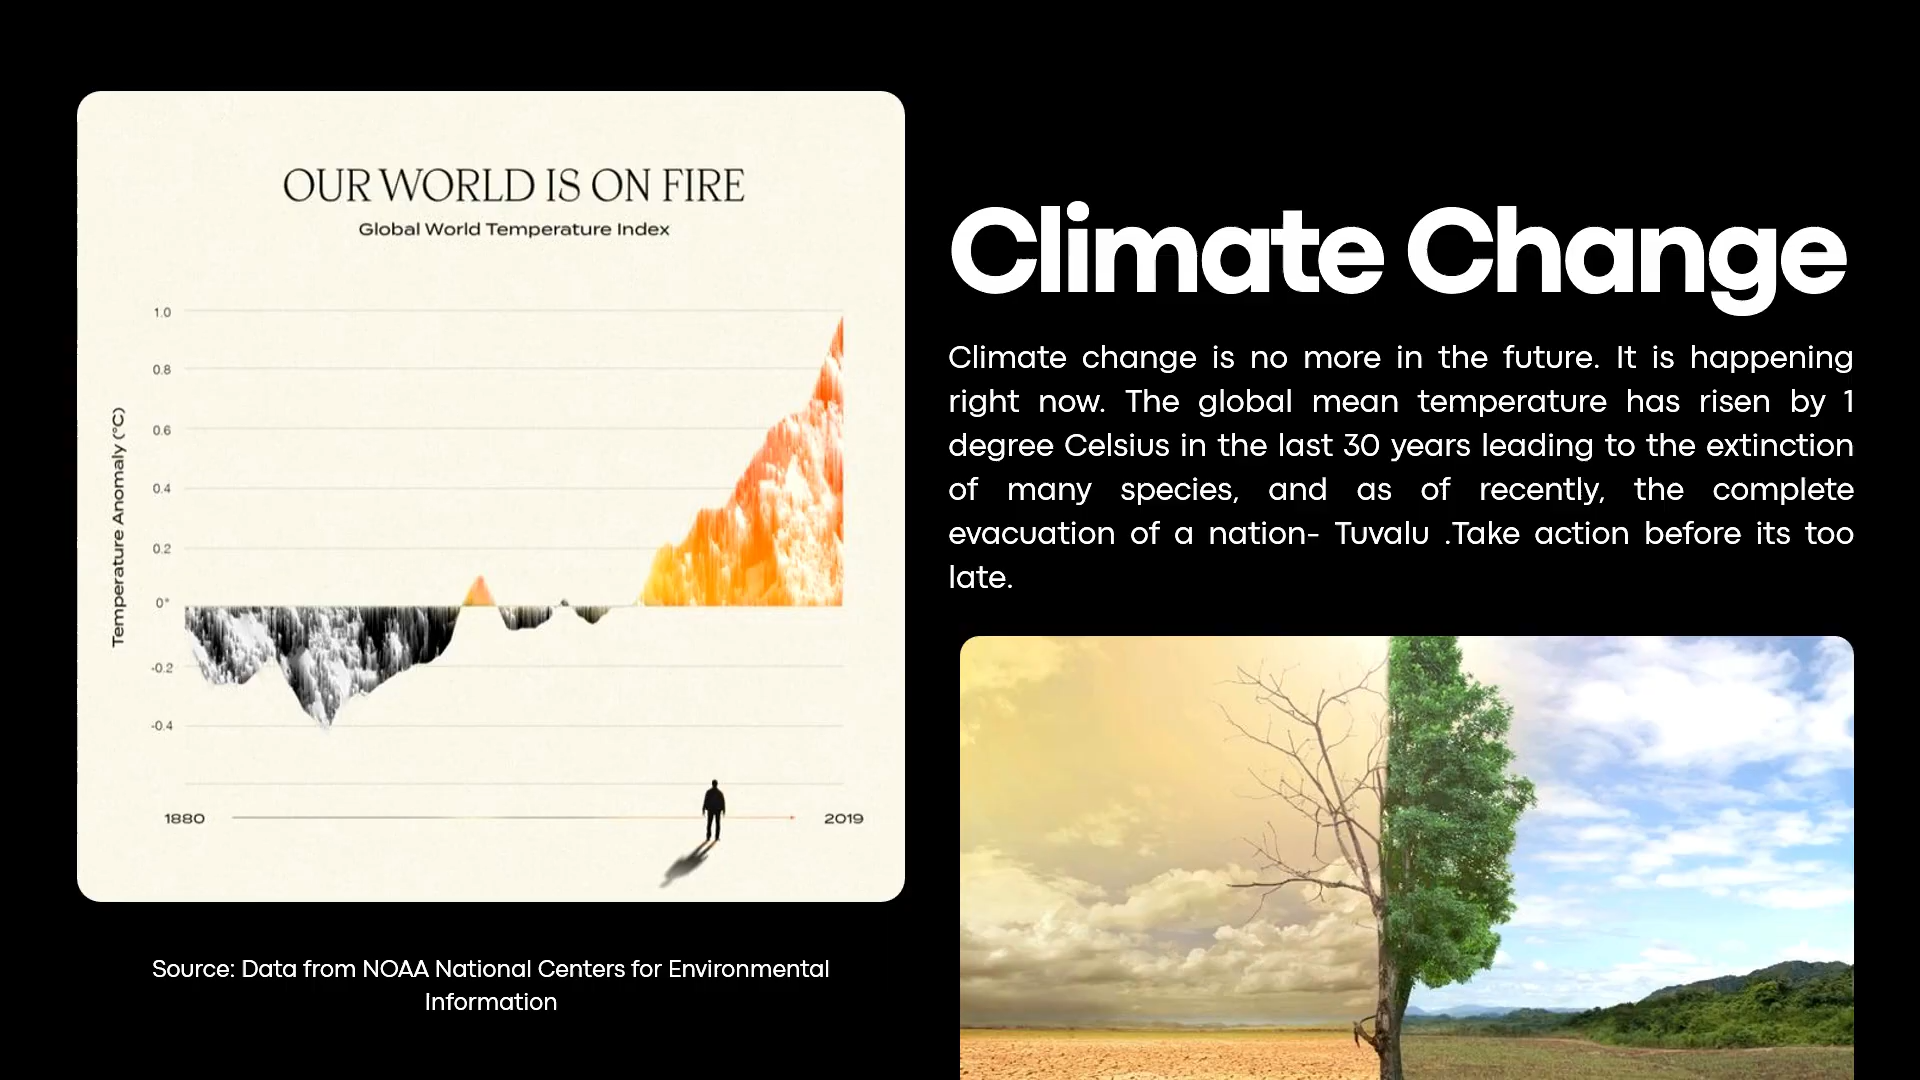 OUR WORLD IS ON FIRE
Global World Temperature Index
Temperature Anomaly (°C)
1.0
0.8
0.6
0.4
0.2
0°
-0.2
-0.4
1880
2019
Source: Data from NOAA National Centers for Environmental
Information
Climate Change
Climate change is no more in the future. It is happening
right now. The global mean temperature has risen by 1
degree Celsius in the last 30 years leading to the extinction
of many species, and as of recently, the complete
evacuation of a nation- Tuvalu .Take action before its too
late.